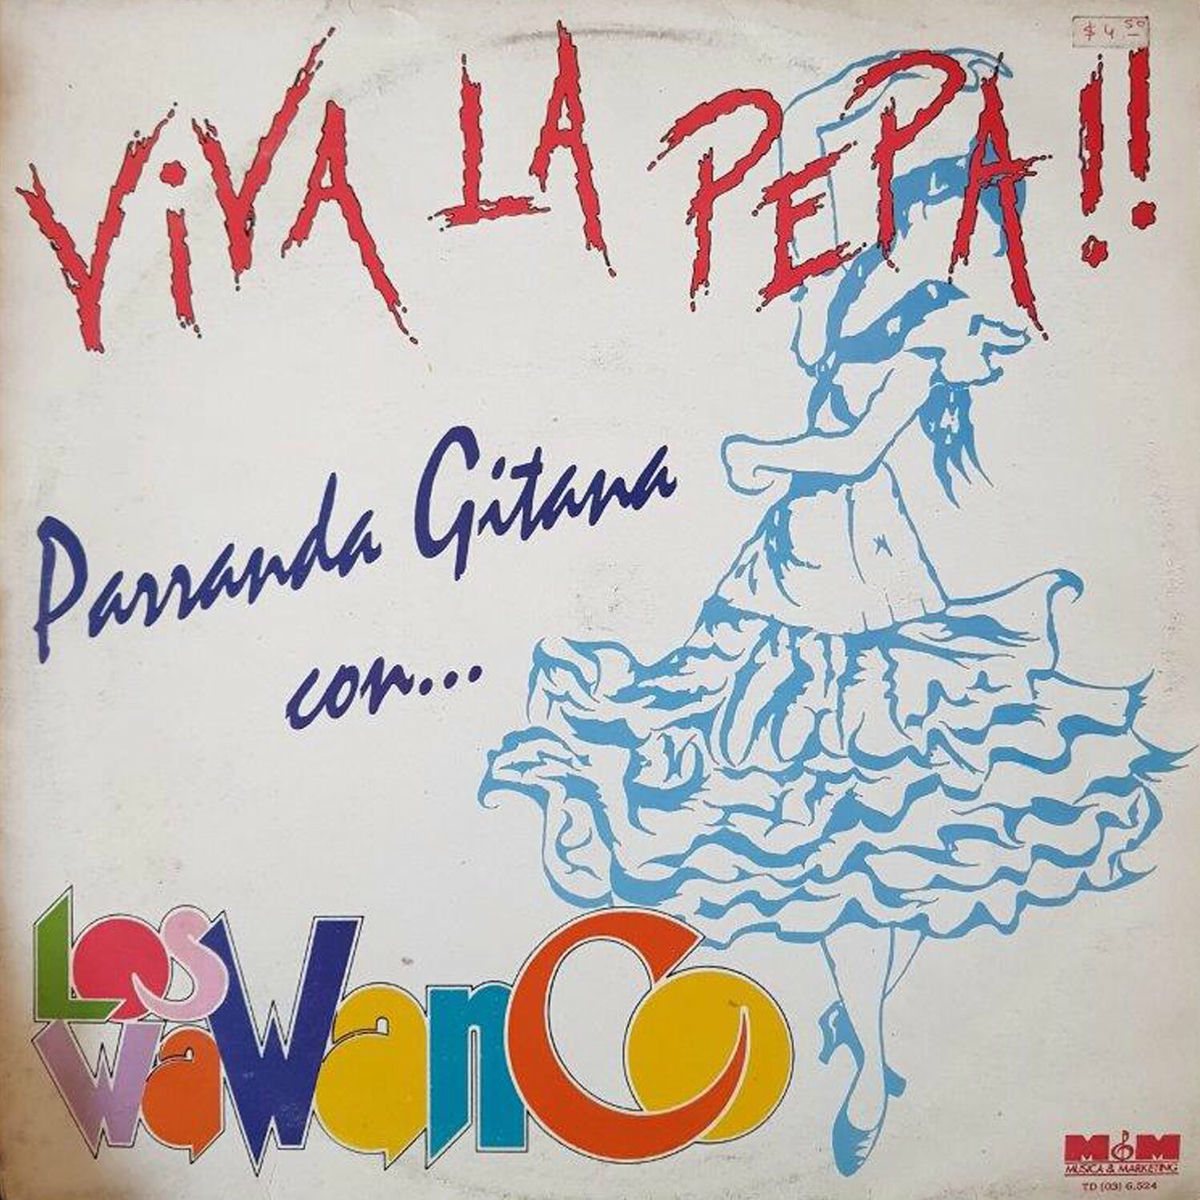 $ 4.50
ViVA LA PEPA!!
Parranda Gitana
con...
Los
WaWanCo
M&M
MUSICA & MARKETING
TD (03) 6.524